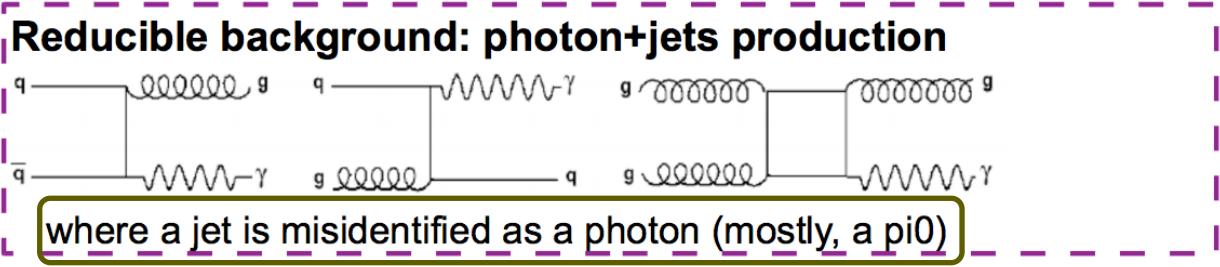 Reducible background: photon+jets production
q g q γ g g
q̅ γ g q g γ
where a jet is misidentified as a photon (mostly, a pi0)